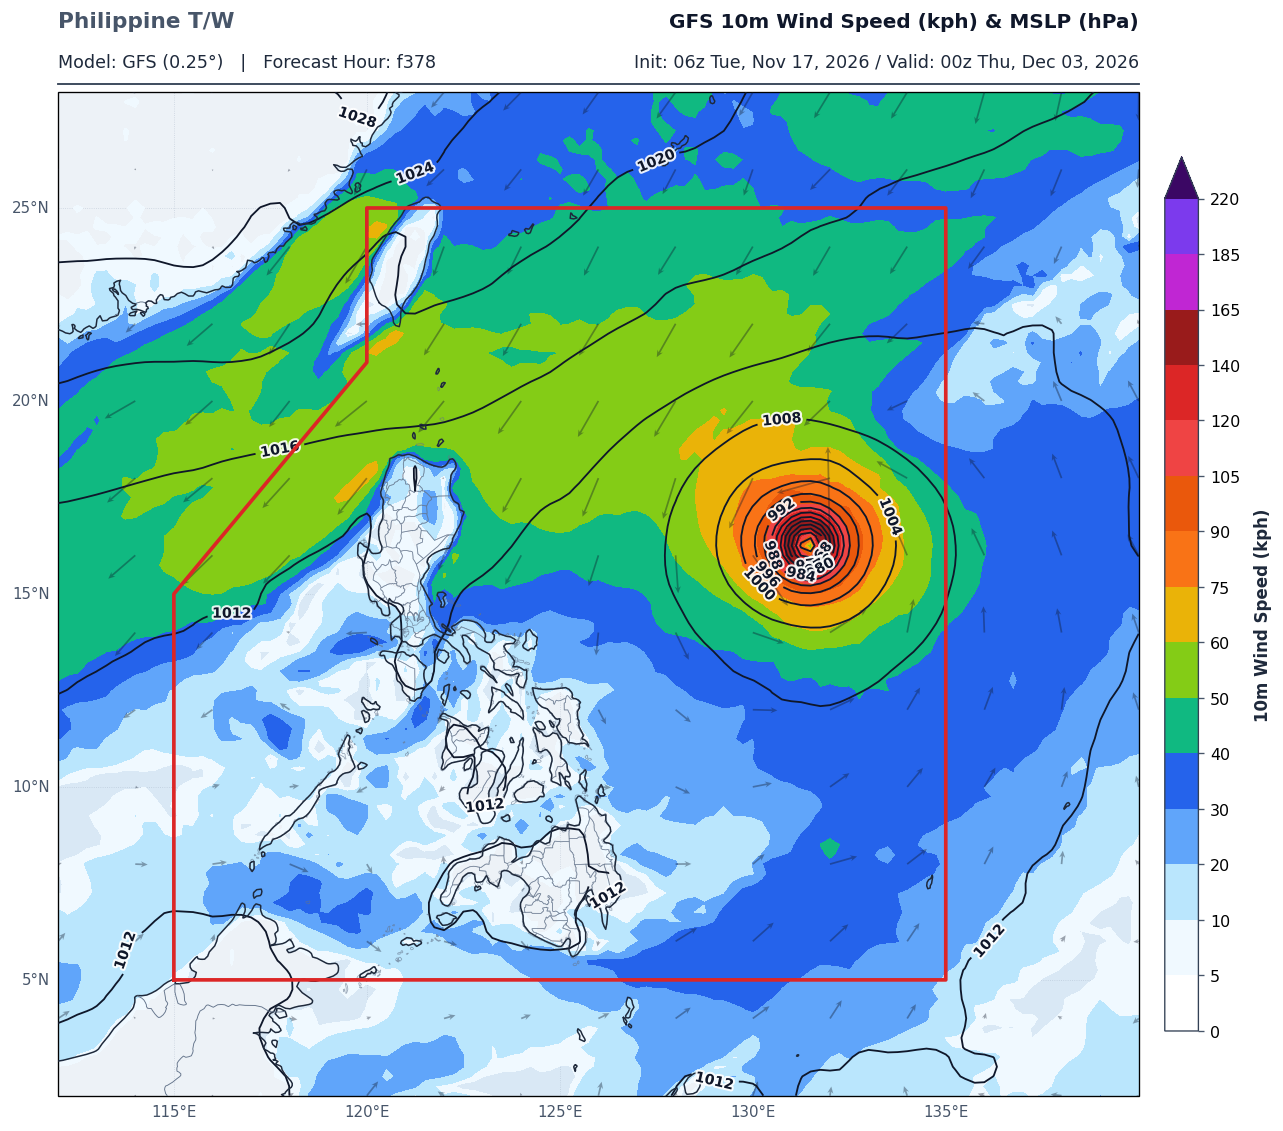 Philippine T/W
GFS 10m Wind Speed (kph) & MSLP (hPa)
Model: GFS (0.25°) | Forecast Hour: f378
Init: 06z Tue, Nov 17, 2026 / Valid: 00z Thu, Dec 03, 2026
1028
1024
1020
25°N
220
185
165
140
20°N
1008
120
1016
105
992
1004
90
988
996
984
980
1000
75
15°N
1012
60
10m Wind Speed (kph)
50
40
10°N
1012
30
20
1012
10
1012
1012
5°N
5
0
1012
115°E
120°E
125°E
130°E
135°E